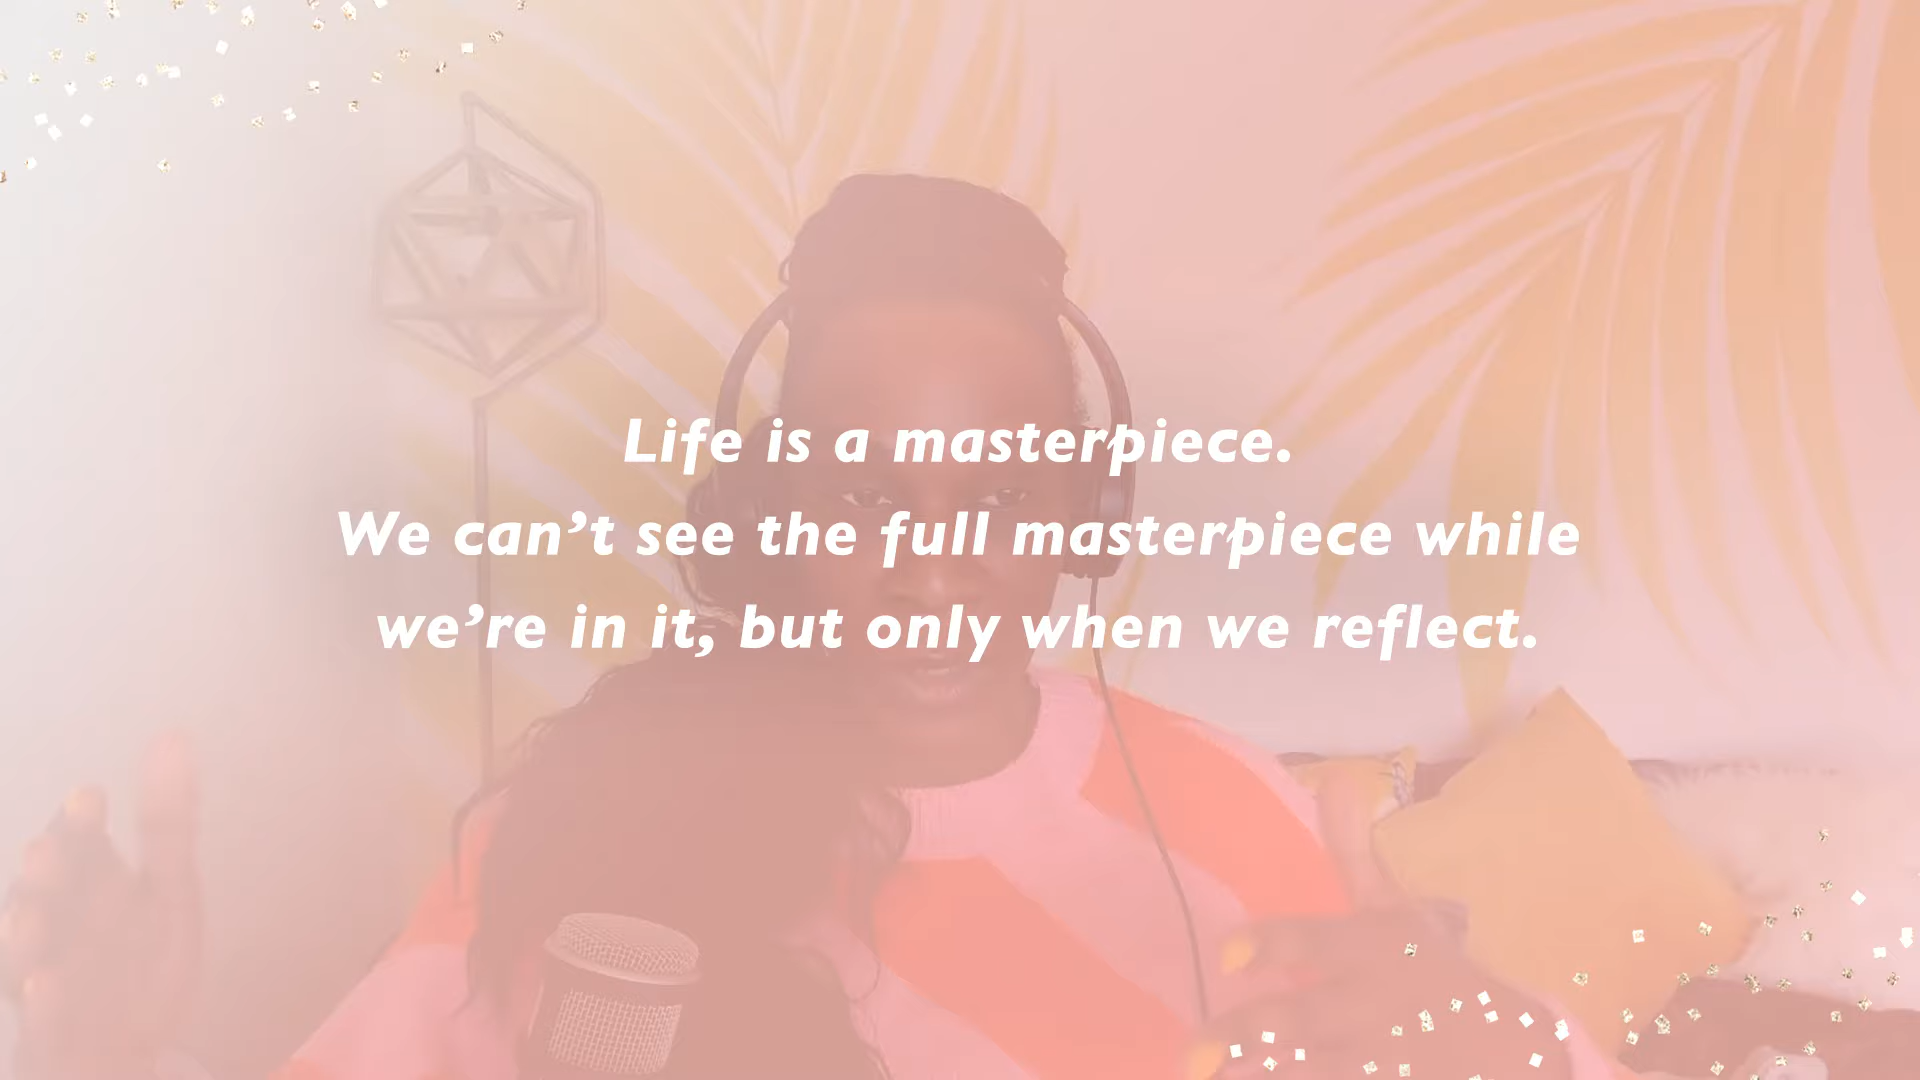 Life is a masterpiece.
We can’t see the full masterpiece while
we’re in it, but only when we reflect.